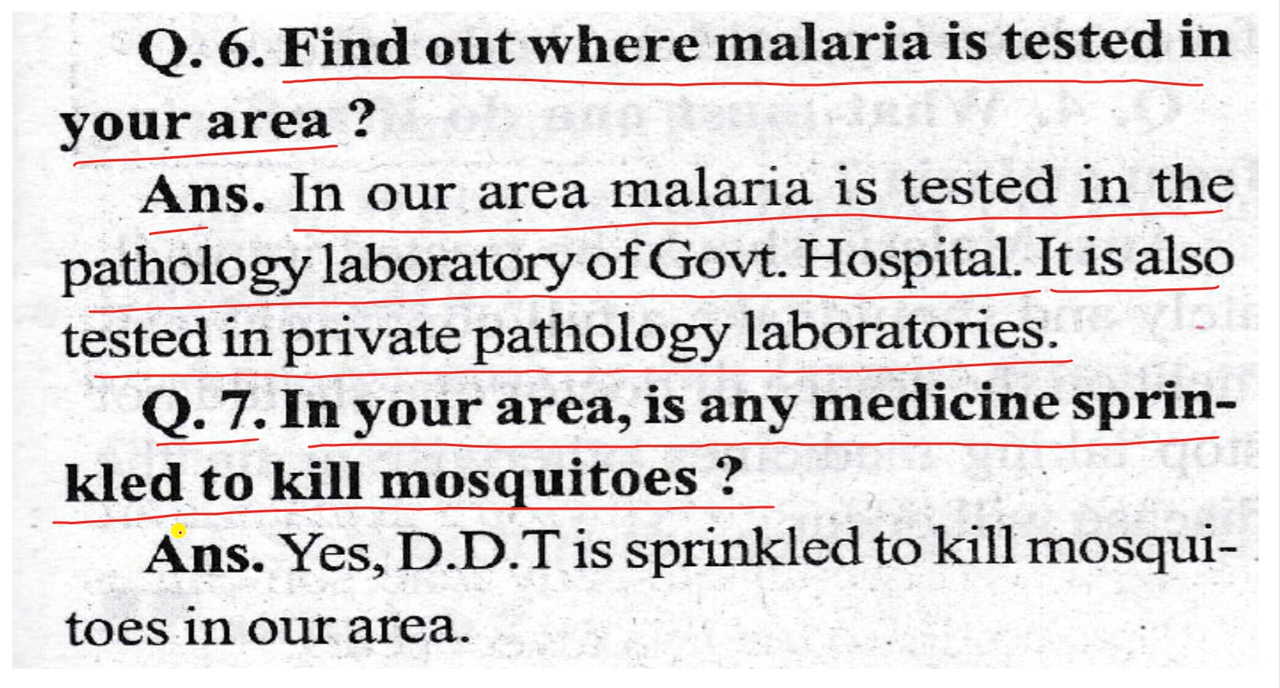 Q. 6. Find out where malaria is tested in
your area ?
Ans. In our area malaria is tested in the
pathology laboratory of Govt. Hospital. It is also
tested in private pathology laboratories.
Q. 7. In your area, is any medicine sprin-
kled to kill mosquitoes ?
Ans. Yes, D.D.T is sprinkled to kill mosqui-
toes in our area.